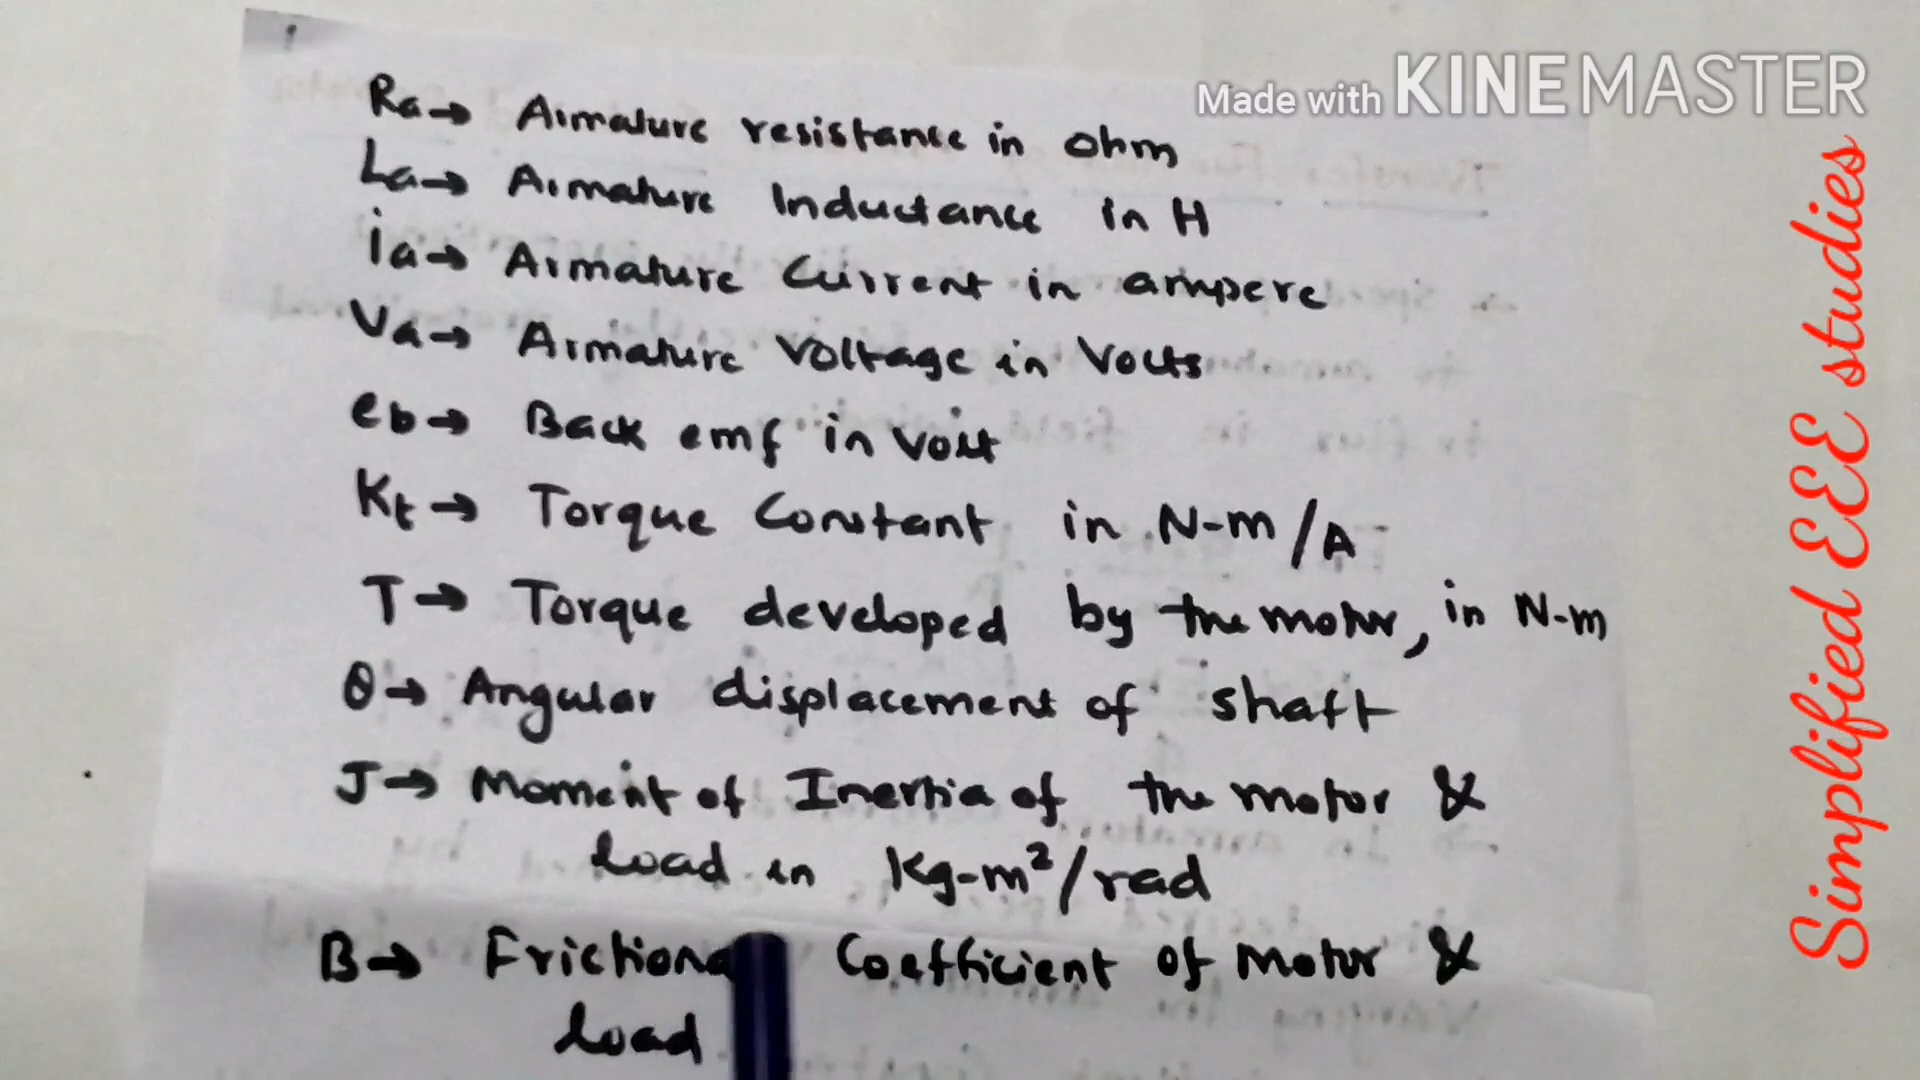 Made with KINEMASTER
Ra→ Armature resistance in ohm
La→ Armature Inductance in H
ia→ Armature Current in ampere
Va→ Armature Voltage in Volts
eb→ Back emf in Volt
Kt→ Torque Constant in N-m/A
T→ Torque developed by the motor, in N-m
θ→ Angular displacement of shaft
J→ Moment of Inertia of the motor &
load in kg-m²/rad
B→ Frictiona Coefficient of Motor &
load
Simplified EEE studies